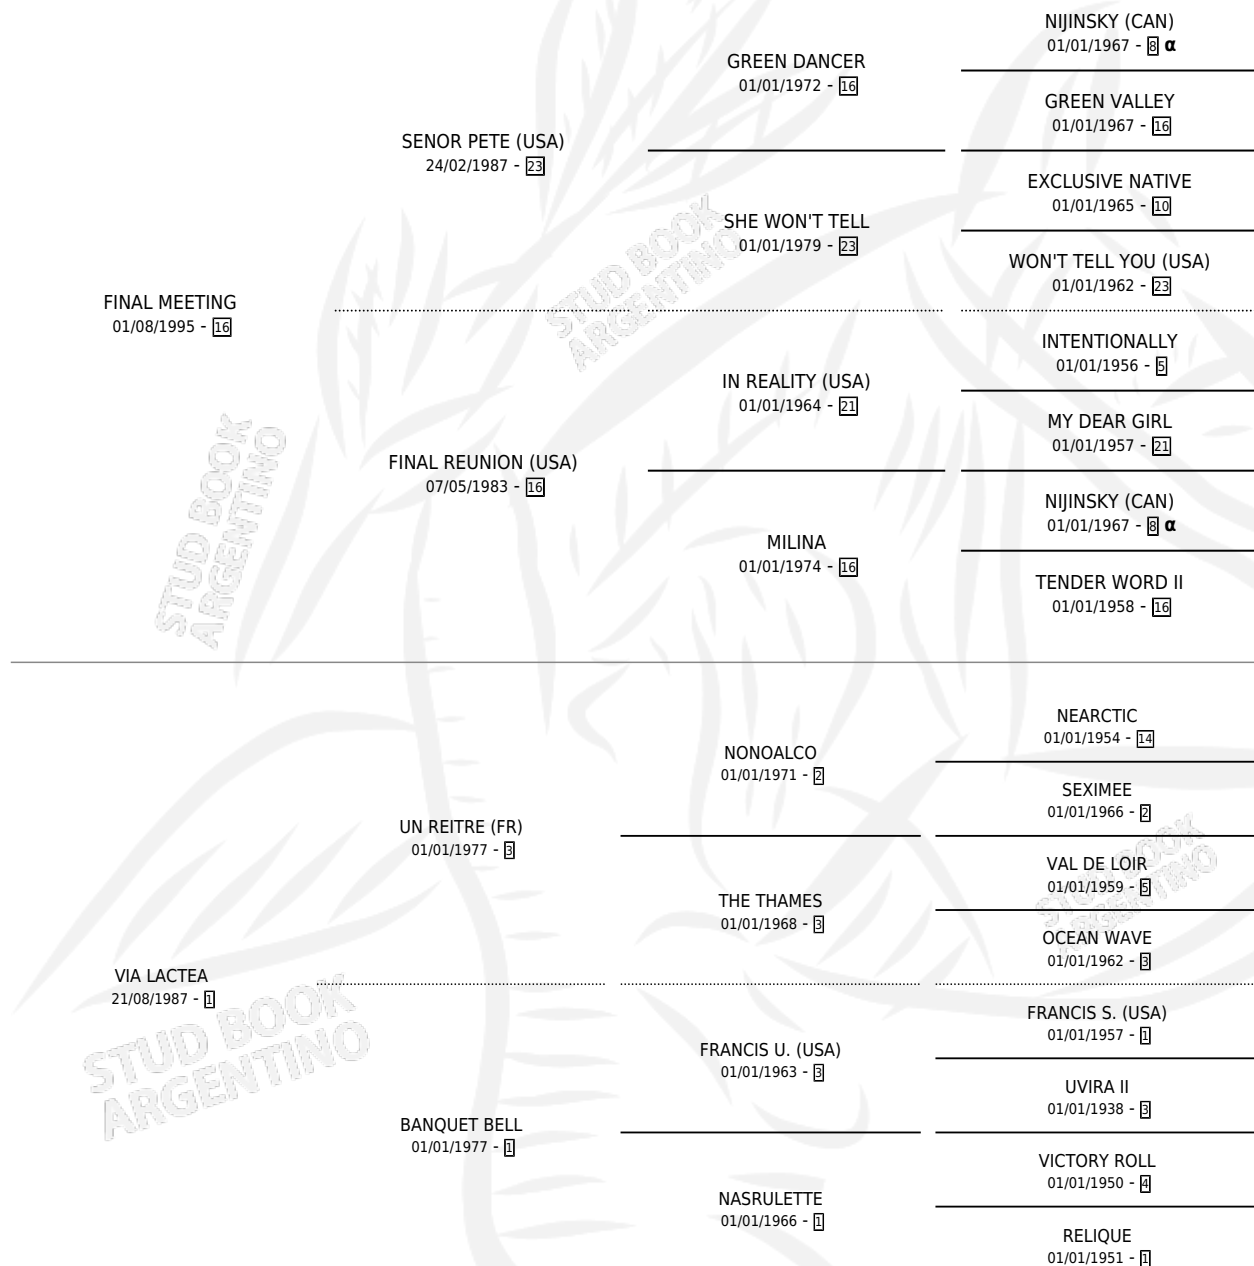 NIJINSKY (CAN)
01/01/1967 - 8 α
GREEN DANCER
01/01/1972 - 16
GREEN VALLEY
01/01/1967 - 16
SENOR PETE (USA)
24/02/1987 - 23
EXCLUSIVE NATIVE
01/01/1965 - 10
SHE WON'T TELL
01/01/1979 - 23
WON'T TELL YOU (USA)
01/01/1962 - 23
STUD BOOK
ARGENTINO
FINAL MEETING
01/08/1995 - 16
INTENTIONALLY
01/01/1956 - 5
IN REALITY (USA)
01/01/1964 - 21
MY DEAR GIRL
01/01/1957 - 21
FINAL REUNION (USA)
07/05/1983 - 16
NIJINSKY (CAN)
01/01/1967 - 8 α
MILINA
01/01/1974 - 16
TENDER WORD II
01/01/1958 - 16
STUD BOOK
ARGENTINO
NEARCTIC
01/01/1954 - 14
NONOALCO
01/01/1971 - 2
SEXIMEE
01/01/1966 - 2
UN REITRE (FR)
01/01/1977 - 3
VAL DE LOIR
01/01/1959 - 5
THE THAMES
01/01/1968 - 3
OCEAN WAVE
01/01/1962 - 3
STUD BOOK
ARGENTINO
VIA LACTEA
21/08/1987 - 1
FRANCIS S. (USA)
01/01/1957 - 1
FRANCIS U. (USA)
01/01/1963 - 3
UVIRA II
01/01/1938 - 3
STUD BOOK
ARGENTINO
BANQUET BELL
01/01/1977 - 1
VICTORY ROLL
01/01/1950 - 4
NASRULETTE
01/01/1966 - 1
RELIQUE
01/01/1951 - 1